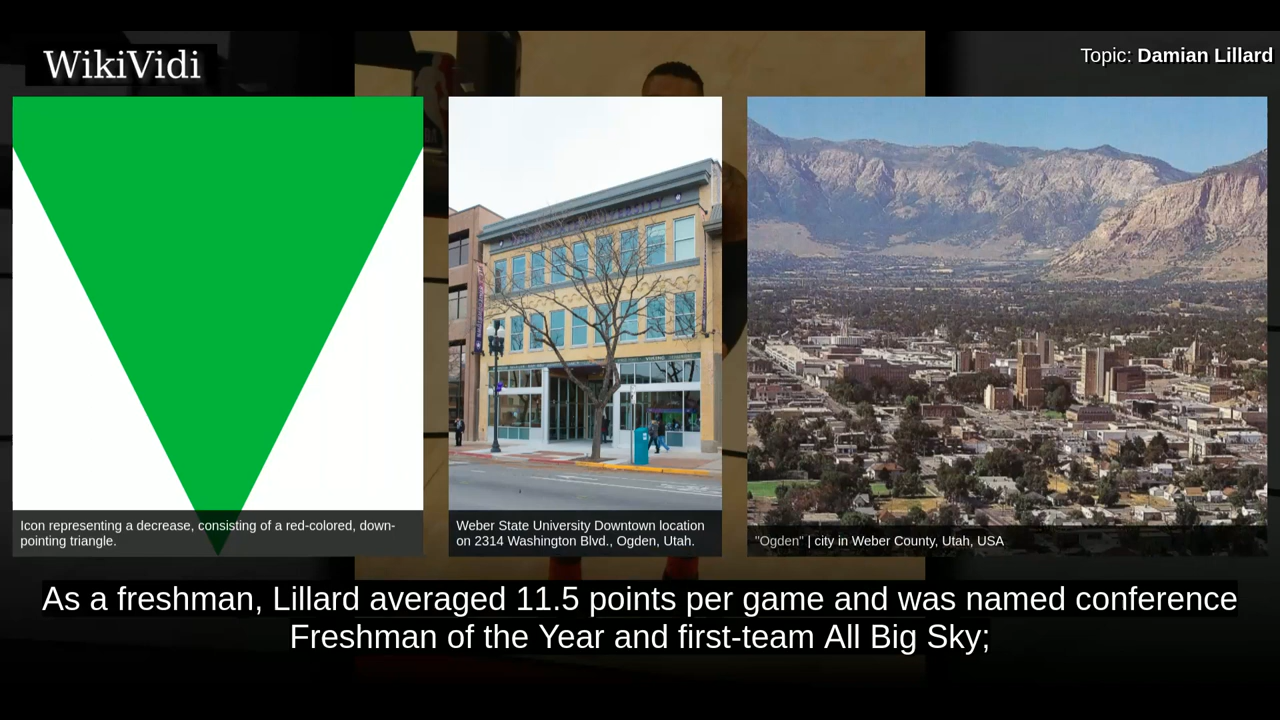 WikiVidi
Topic: Damian Lillard
Icon representing a decrease, consisting of a red-colored, down-
pointing triangle.
Weber State University Downtown location
on 2314 Washington Blvd., Ogden, Utah.
"Ogden" | city in Weber County, Utah, USA
As a freshman, Lillard averaged 11.5 points per game and was named conference
Freshman of the Year and first-team All Big Sky;